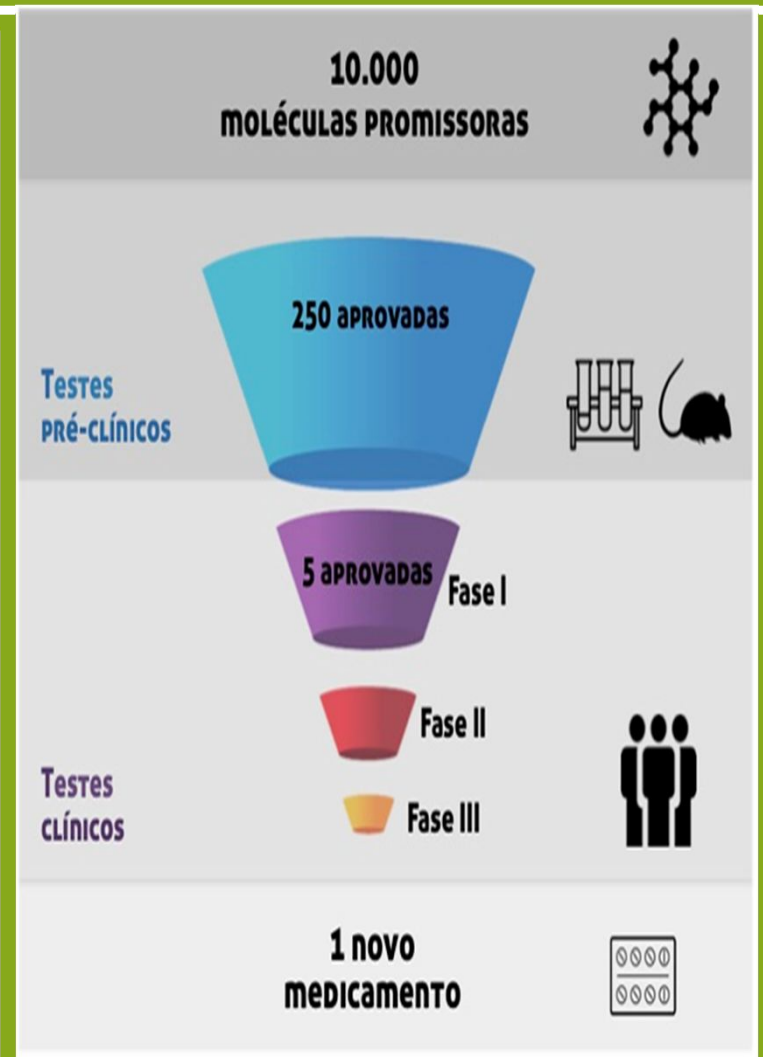 10.000
moléculas promissoras
250 aprovadas
Testes
pré-clínicos
5 aprovadas
Fase I
Fase II
Testes
clínicos
Fase III
1 novo
medicamento